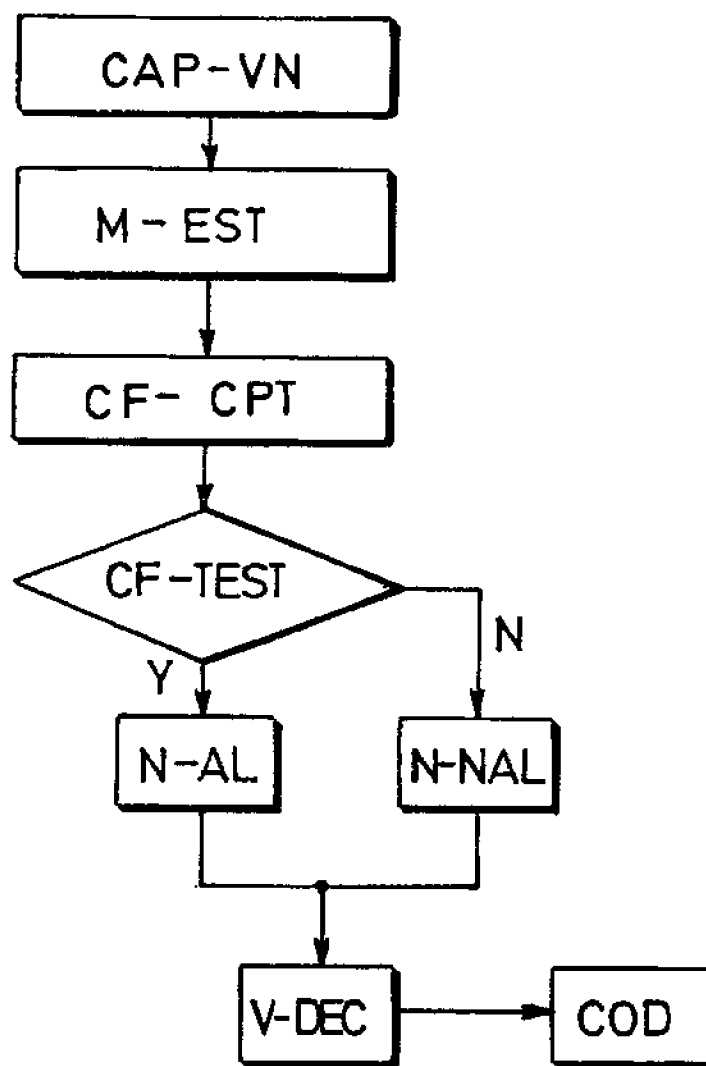 CAP-VN
M-EST
CF-CPT
CF-TEST
Y
N
N-AL
N-NAL
V-DEC
COD